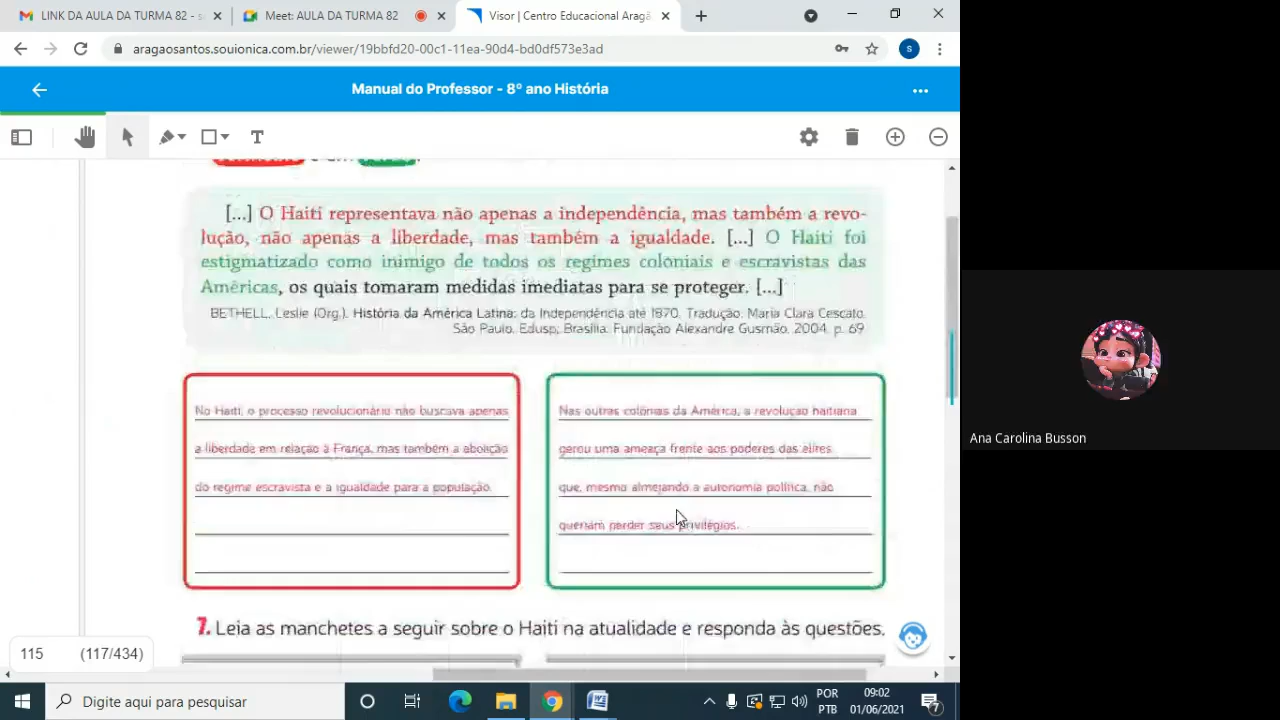 LINK DA AULA DA TURMA 82 - s
Meet: AULA DA TURMA 82
Visor | Centro Educacional Aragã
aragaosantos.souionica.com.br/viewer/19bbfd20-00c1-11ea-90d4-bd0df573e3ad
s
Manual do Professor - 8º ano História
T
[...] O Haiti representava não apenas a independência, mas também a revo-
lução, não apenas a liberdade, mas também a igualdade. [...] O Haiti foi
estigmatizado como inimigo de todos os regimes coloniais e escravistas das
Américas, os quais tomaram medidas imediatas para se proteger. [...]
BETHELL, Leslie (Org.). História da América Latina: da Independência até 1870. Tradução. Maria Clara Cescato.
São Paulo. Edusp; Brasília. Fundação Alexandre Gusmão, 2004. p. 69
No Haiti, o processo revolucionário não buscava apenas
a liberdade em relação à França, mas também a abolição
do regime escravista e a igualdade para a população.
Nas outras colônias da América, a revolução haitiana
gerou uma ameaça frente aos poderes das elites
que, mesmo almejando a autonomia política, não
queriam perder seus privilégios.
7. Leia as manchetes a seguir sobre o Haiti na atualidade e responda às questões.
115 (117/434)
Ana Carolina Busson
Digite aqui para pesquisar
POR
PTB
09:02
01/06/2021
7